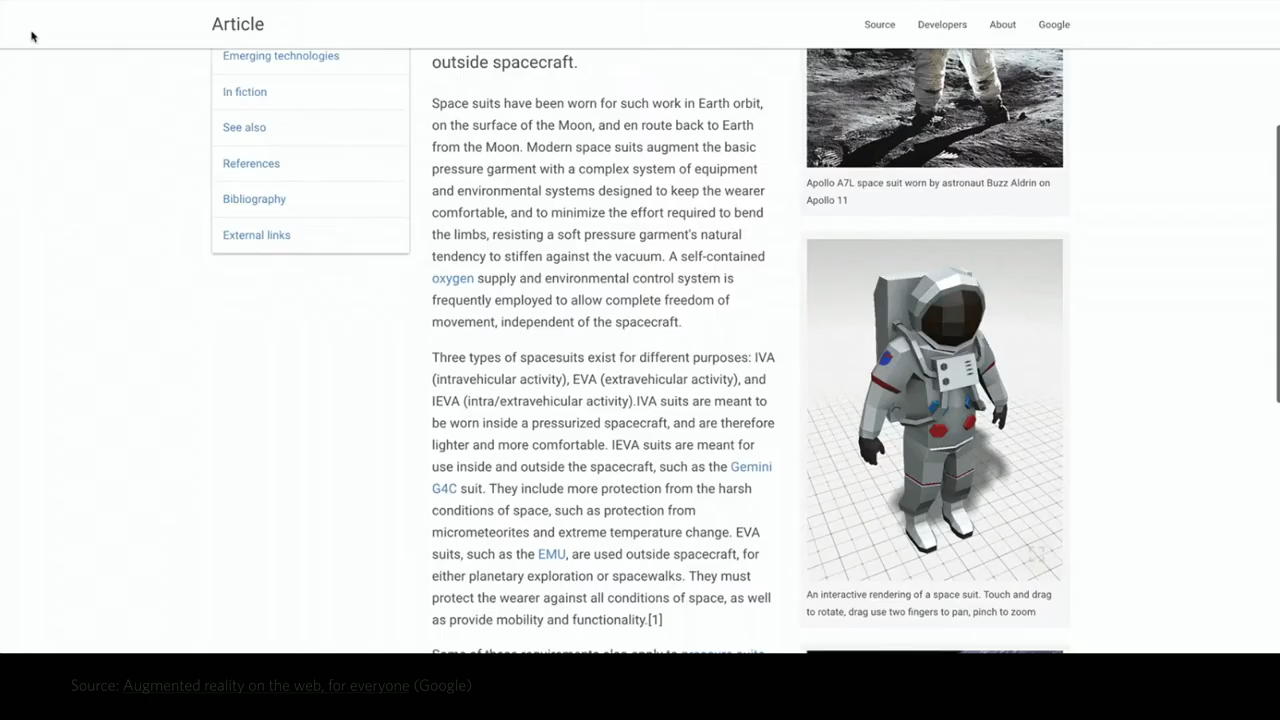 Article
Source
Developers
About
Google
Emerging technologies
In fiction
See also
References
Bibliography
External links
outside spacecraft.
Space suits have been worn for such work in Earth orbit,
on the surface of the Moon, and en route back to Earth
from the Moon. Modern space suits augment the basic
pressure garment with a complex system of equipment
and environmental systems designed to keep the wearer
comfortable, and to minimize the effort required to bend
the limbs, resisting a soft pressure garment's natural
tendency to stiffen against the vacuum. A self-contained
oxygen supply and environmental control system is
frequently employed to allow complete freedom of
movement, independent of the spacecraft.
Three types of spacesuits exist for different purposes: IVA
(intravehicular activity), EVA (extravehicular activity), and
IEVA (intra/extravehicular activity).IVA suits are meant to
be worn inside a pressurized spacecraft, and are therefore
lighter and more comfortable. IEVA suits are meant for
use inside and outside the spacecraft, such as the Gemini
G4C suit. They include more protection from the harsh
conditions of space, such as protection from
micrometeorites and extreme temperature change. EVA
suits, such as the EMU, are used outside spacecraft, for
either planetary exploration or spacewalks. They must
protect the wearer against all conditions of space, as well
as provide mobility and functionality.[1]
Some of these requirements also apply to pressure suits
Apollo A7L space suit worn by astronaut Buzz Aldrin on
Apollo 11
An interactive rendering of a space suit. Touch and drag
to rotate, drag use two fingers to pan, pinch to zoom
Source: Augmented reality on the web, for everyone (Google)